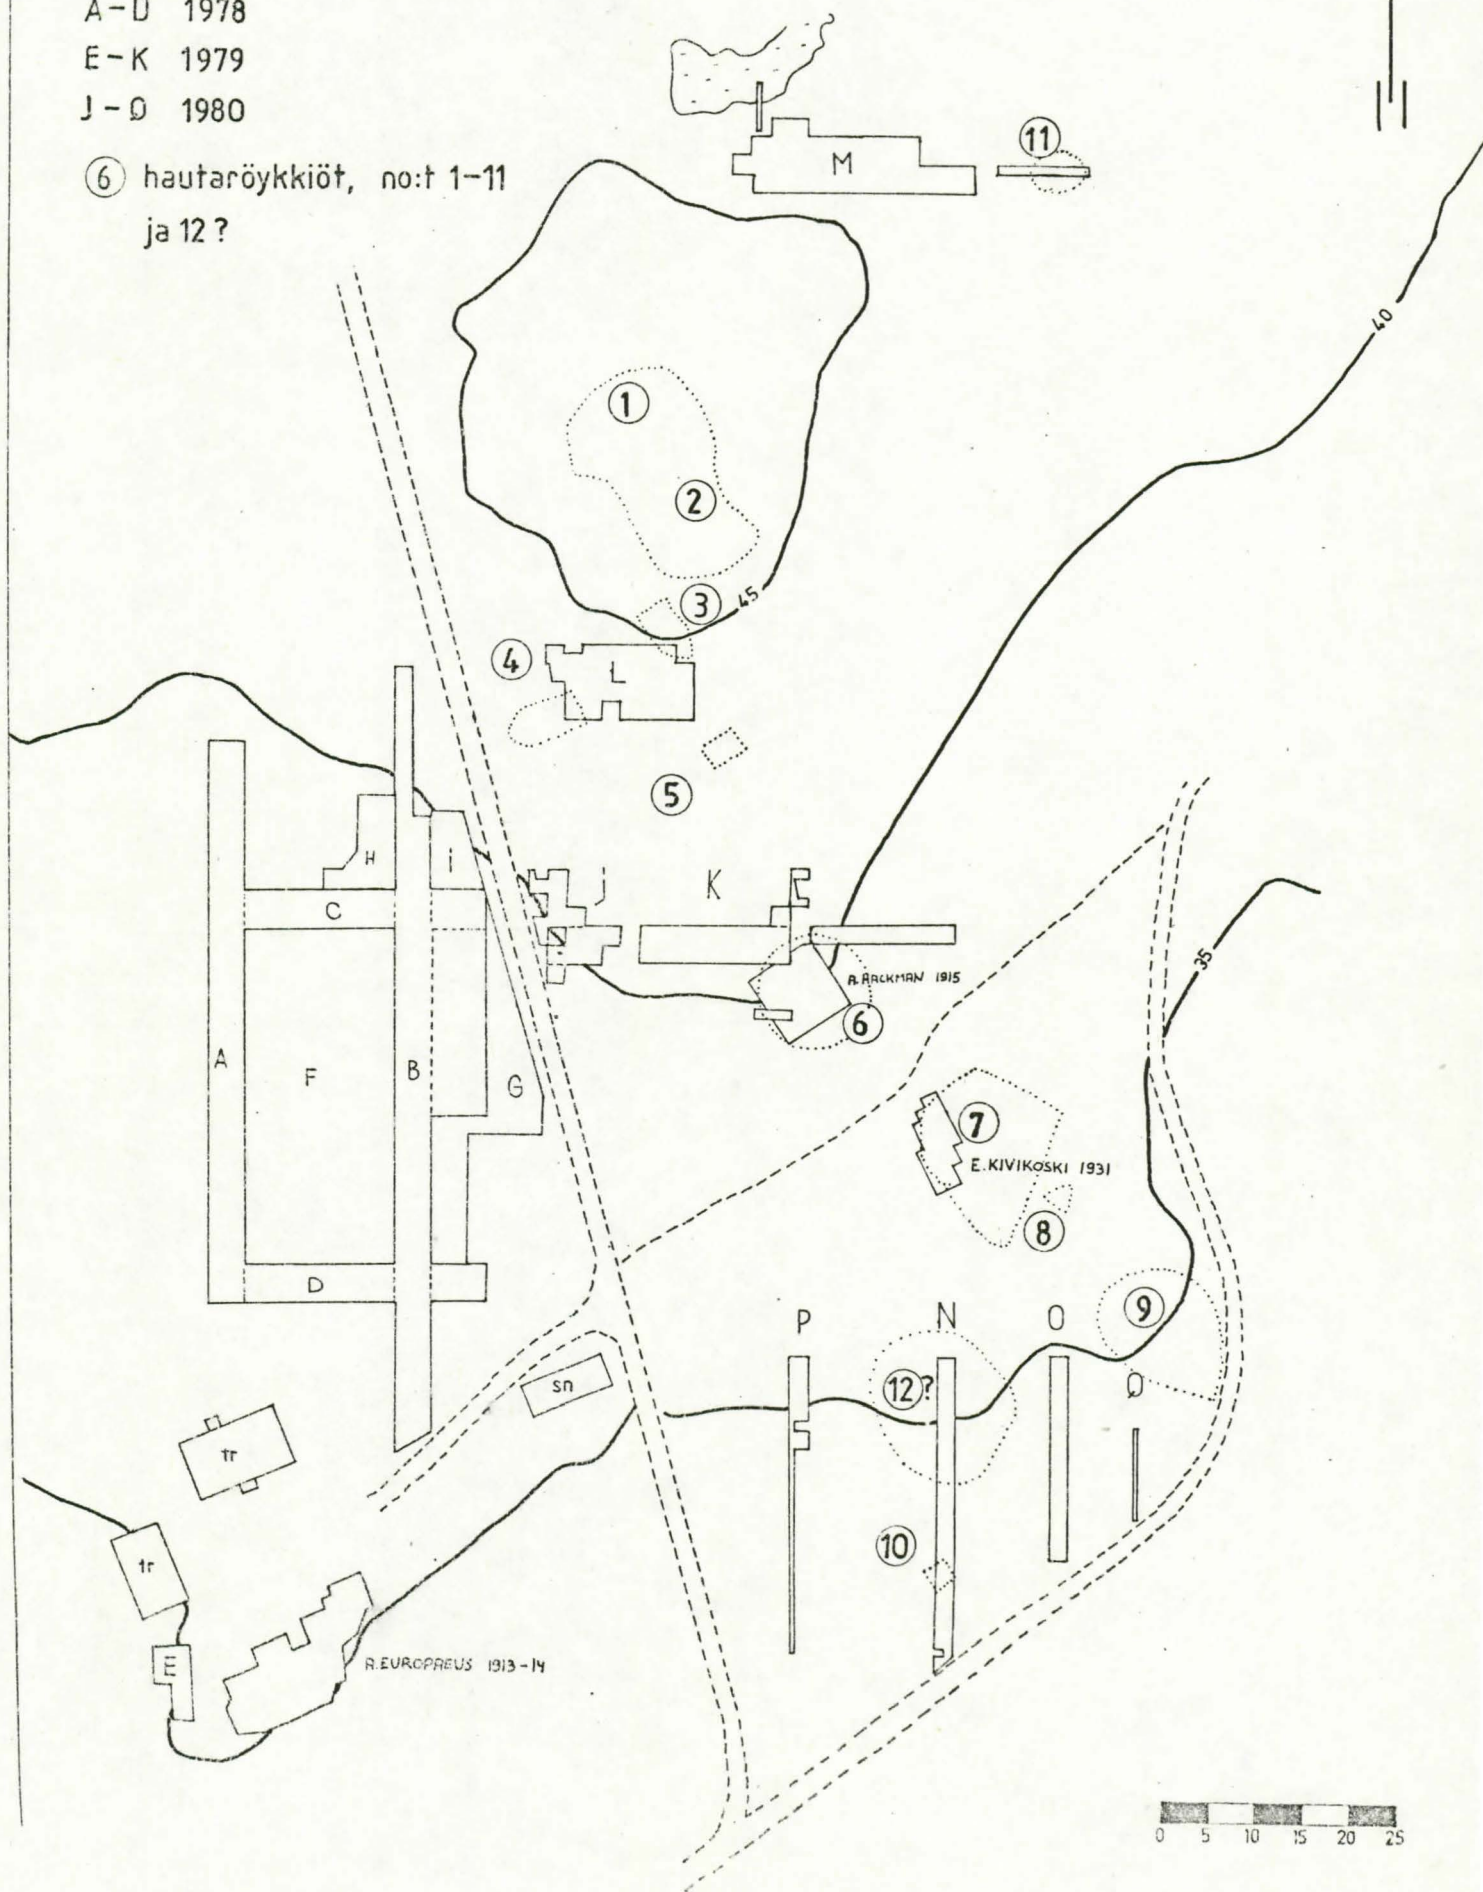 A-D 1978
E-K 1979
J-Q 1980
6 hautaröykkiöt, no:t 1-11
ja 12 ?
M
11
40
1
2
3
45
4
L
5
H
I
J
K
C
A. HACKMAN 1915
6
35
A
F
B
G
7
E. KIVIKOSKI 1931
8
D
9
P
N
O
12?
Q
sn
tr
10
tr
E
A. EUROPAEUS 1913-14
0 5 10 15 20 25